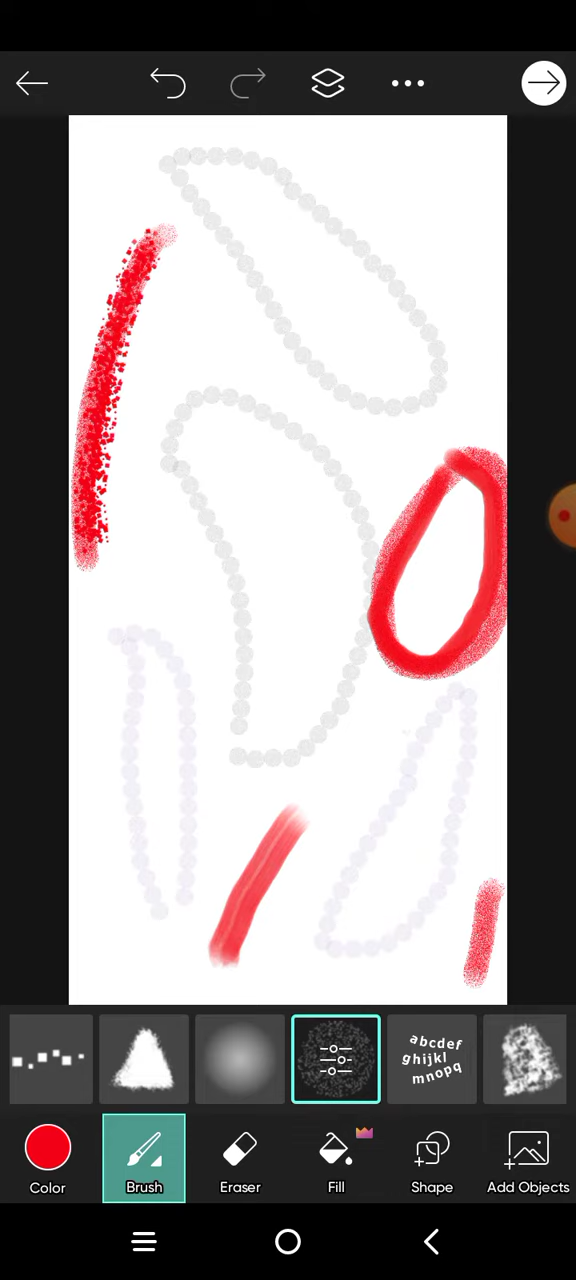 abcdef
ghijkl
mnopq
Color
Brush
Eraser
Fill
Shape
Add Objects